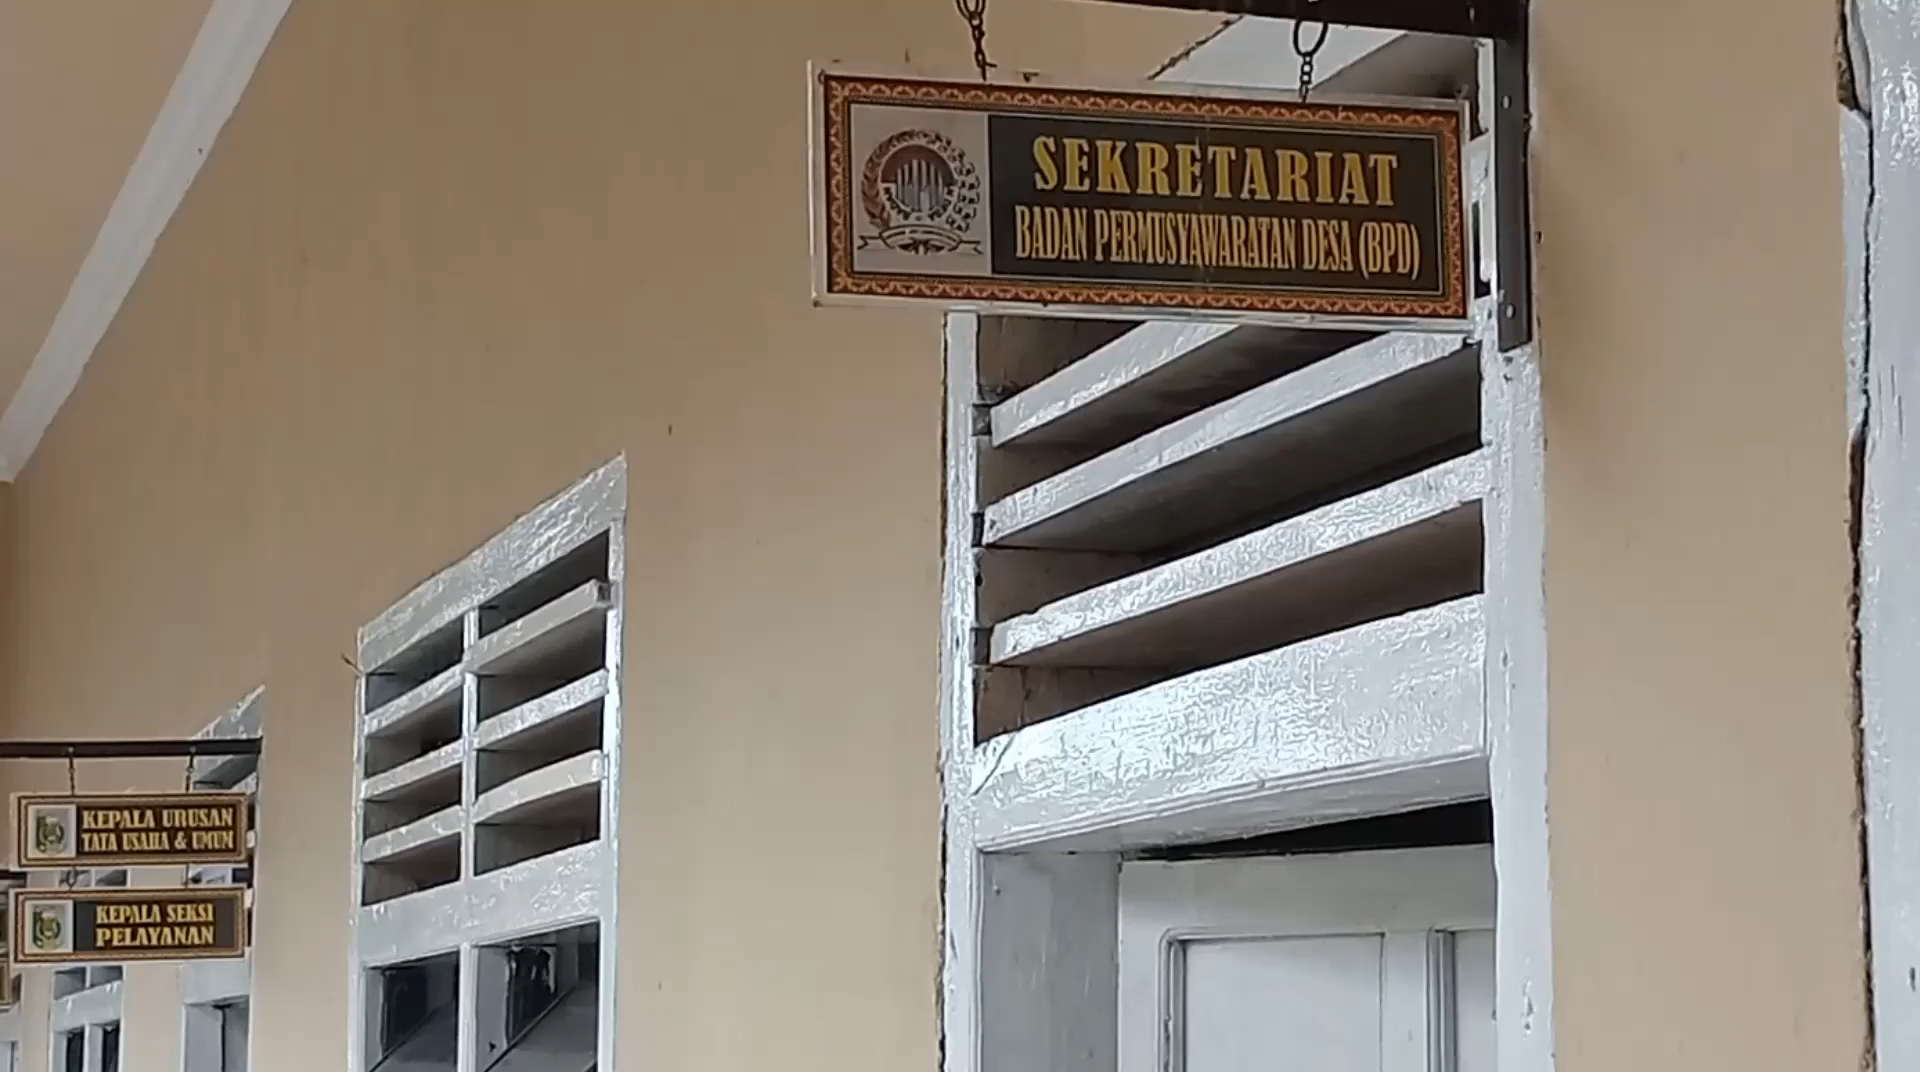 SEKRETARIAT
BADAN PERMUSYAWARATAN DESA (BPD)
KEPALA URUSAN
TATA USAHA & UMUM
KEPALA SEKSI
PELAYANAN